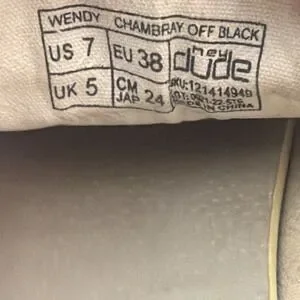 WENDY CHAMBRAY OFF BLACK
US 7 EU 38 hey dude
UK 5 CM JAP 24 SKU:121414949
MADE IN CHINA